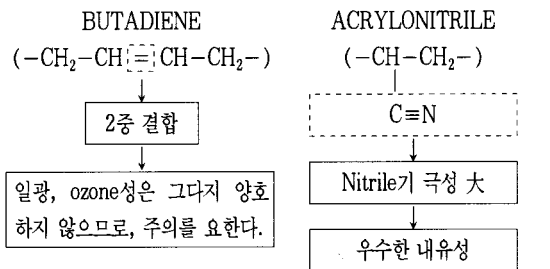 BUTADIENE
(-CH₂-CH=CH-CH₂-)
2중 결합
일광, ozone성은 그다지 양호
하지 않으므로, 주의를 요한다.
ACRYLONITRILE
(-CH-CH₂-)
C≡N
Nitrile기 극성 大
우수한 내유성